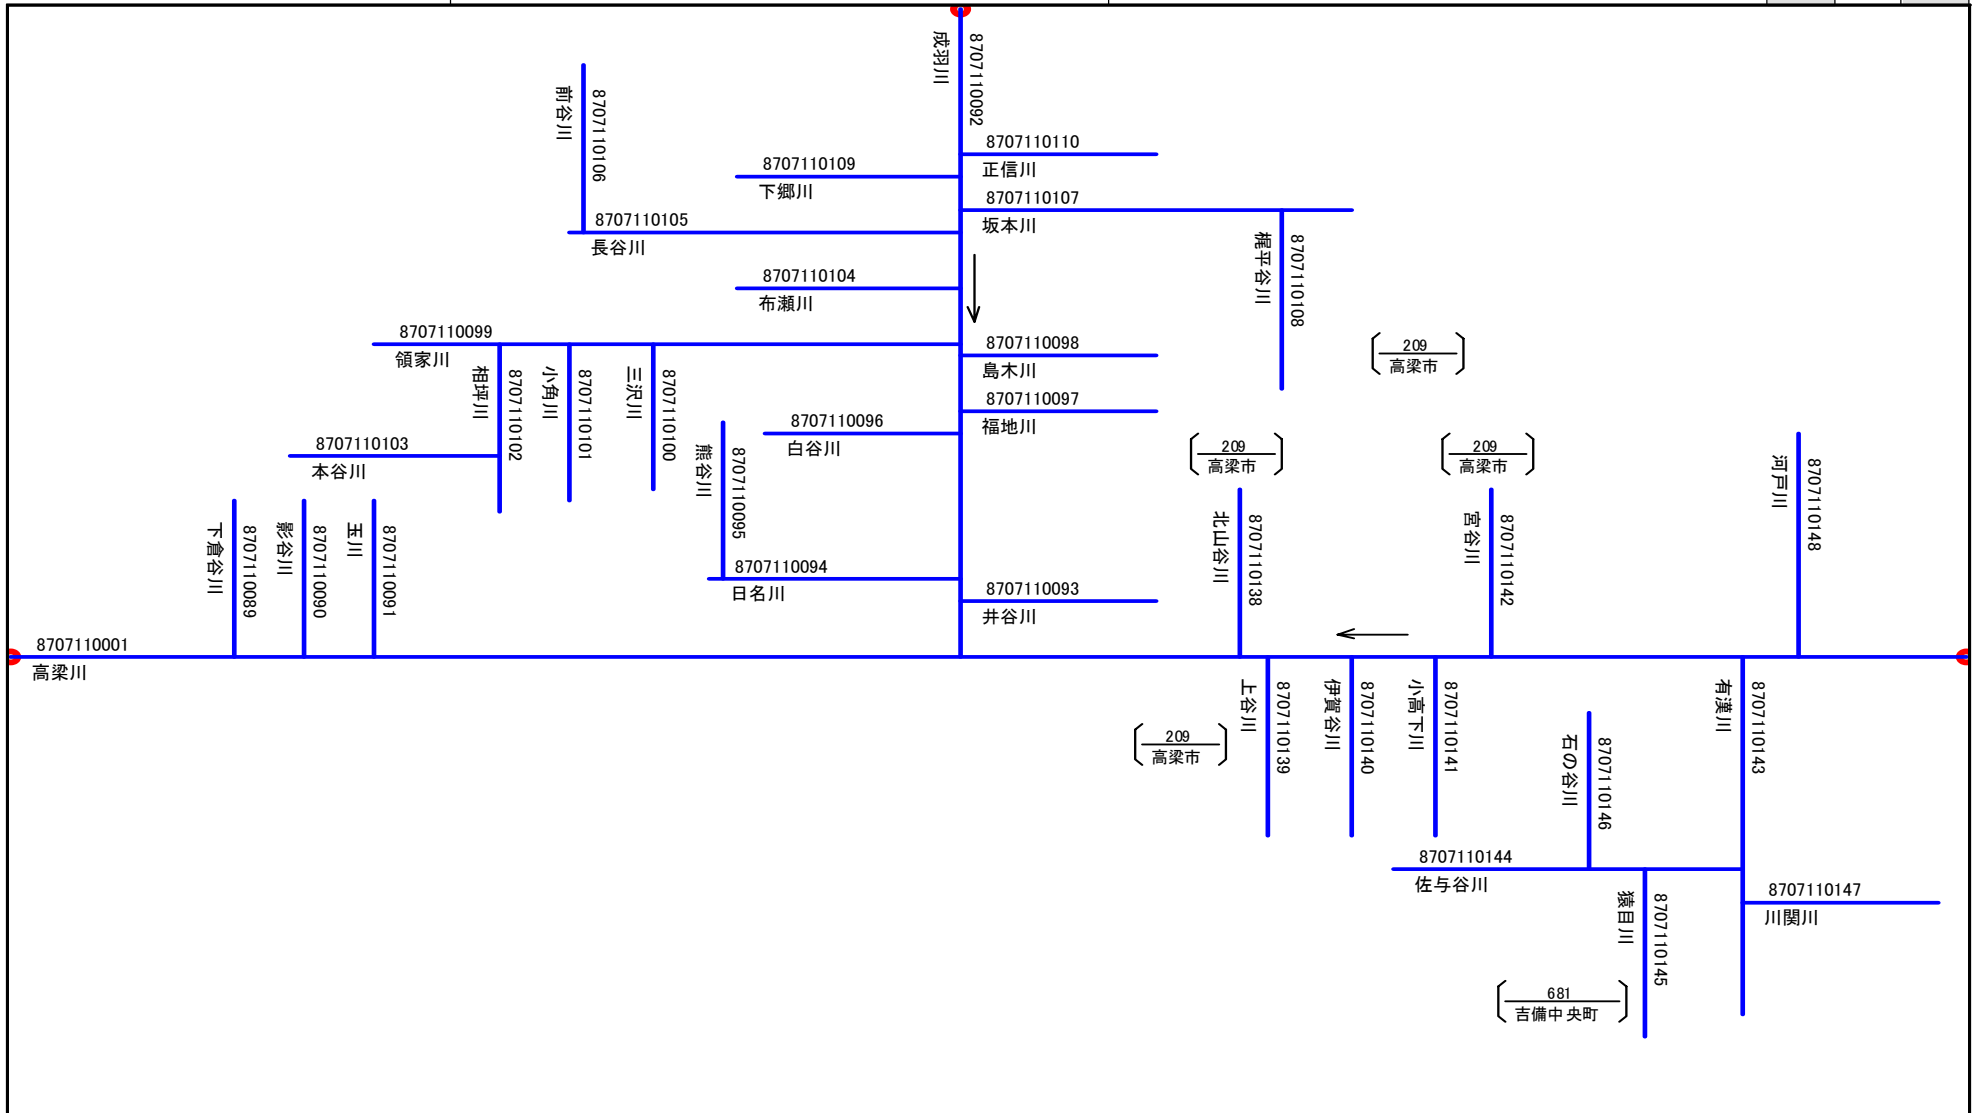 成羽川
8707110092
前谷川
8707110106
8707110110
正信川
8707110109
下郷川
8707110107
坂本川
8707110105
長谷川
梶平谷川
8707110108
8707110104
布瀬川
8707110099
領家川
8707110098
島木川
209
高梁市
相坪川
8707110102
小角川
8707110101
三沢川
8707110100
8707110097
福地川
8707110096
白谷川
8707110103
本谷川
熊谷川
8707110095
209
高梁市
209
高梁市
河戸川
8707110148
下倉谷川
8707110089
影谷川
8707110090
玉川
8707110091
北山谷川
8707110138
宮谷川
8707110142
8707110094
日名川
8707110093
井谷川
8707110001
高梁川
上谷川
8707110139
伊賀谷川
8707110140
小高下川
8707110141
有漢川
8707110143
209
高梁市
石の谷川
8707110146
8707110144
佐与谷川
8707110147
川関川
猿目川
8707110145
681
吉備中央町